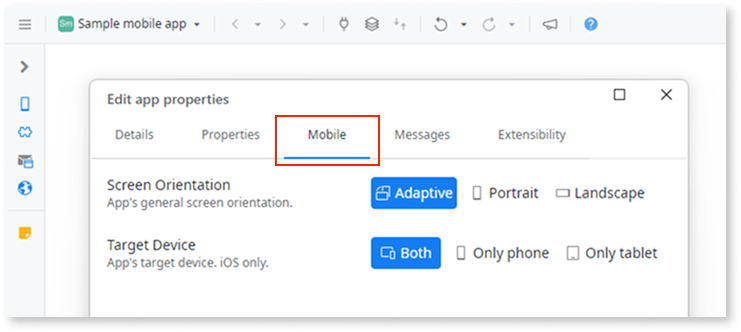 Sm Sample mobile app
?
Edit app properties
Details Properties Mobile Messages Extensibility
Screen Orientation Adaptive Portrait Landscape
App's general screen orientation.
Target Device Both Only phone Only tablet
App's target device. iOS only.